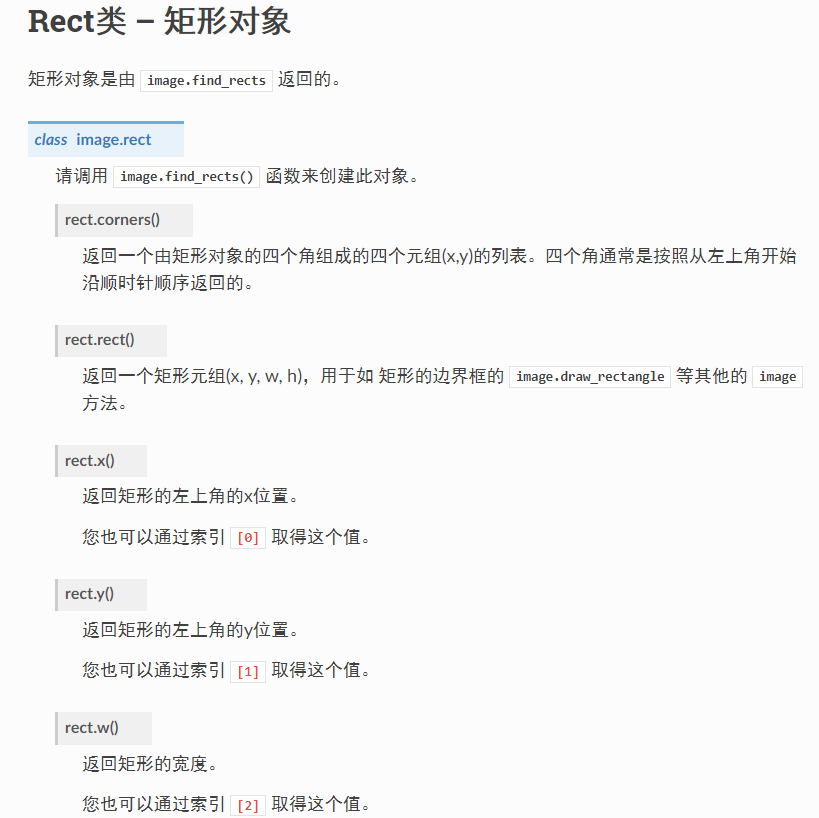 Rect类 – 矩形对象
矩形对象是由 image.find_rects 返回的。
class image.rect
请调用 image.find_rects() 函数来创建此对象。
rect.corners()
返回一个由矩形对象的四个角组成的四个元组(x,y)的列表。四个角通常是按照从左上角开始
沿顺时针顺序返回的。
rect.rect()
返回一个矩形元组(x, y, w, h)，用于如 矩形的边界框的 image.draw_rectangle 等其他的 image
方法。
rect.x()
返回矩形的左上角的x位置。
您也可以通过索引 [0] 取得这个值。
rect.y()
返回矩形的左上角的y位置。
您也可以通过索引 [1] 取得这个值。
rect.w()
返回矩形的宽度。
您也可以通过索引 [2] 取得这个值。